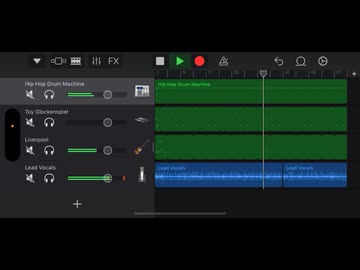 FX
Hip Hop Drum Machine
Hip Hop Drum Machine
Toy Glockenspiel
Liverpool
Lead Vocals
Lead Vocals
Lead Vocals